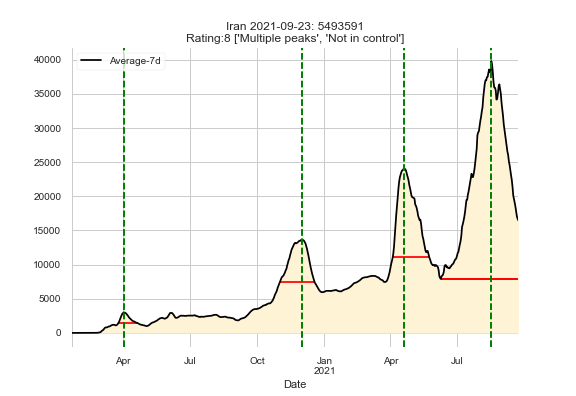 Iran 2021-09-23: 5493591
Rating:8 ['Multiple peaks', 'Not in control']
Average-7d
40000
35000
30000
25000
20000
15000
10000
5000
0
Apr
Jul
Oct
Jan
2021
Apr
Jul
Date